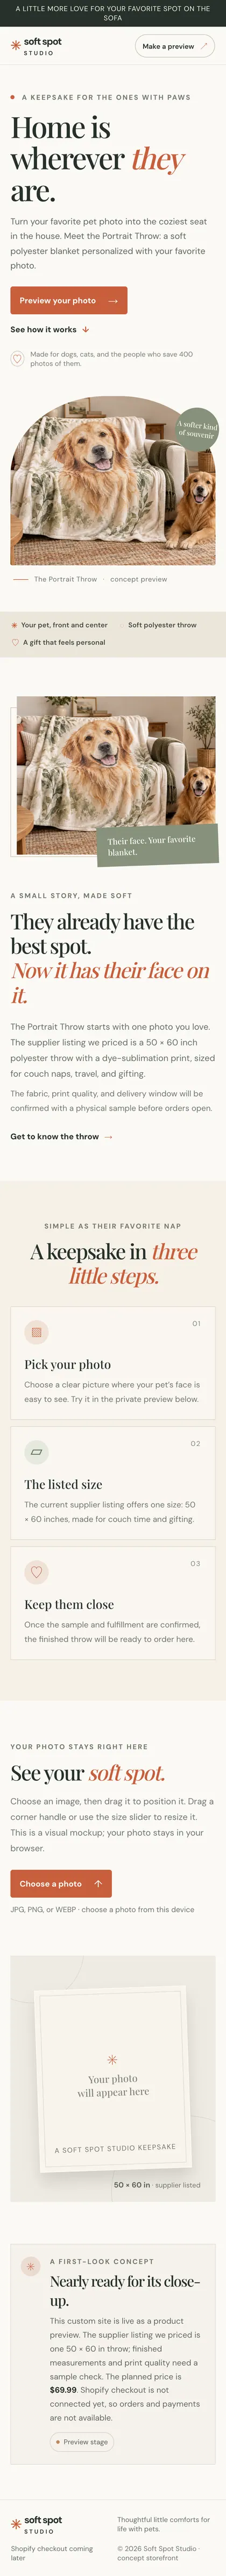 A LITTLE MORE LOVE FOR YOUR FAVORITE SPOT ON THE
SOFA
soft spot
STUDIO
Make a preview
A KEEPSAKE FOR THE ONES WITH PAWS
Home is
wherever they
are.
Turn your favorite pet photo into the coziest seat
in the house. Meet the Portrait Throw: a soft
polyester blanket personalized with your favorite
photo.
Preview your photo →
See how it works ↓
Made for dogs, cats, and the people who save 400
photos of them.
A softer kind
of souvenir
The Portrait Throw · concept preview
Your pet, front and center
Soft polyester throw
A gift that feels personal
Their face. Your favorite
blanket.
A SMALL STORY, MADE SOFT
They already have the
best spot.
Now it has their face on
it.
The Portrait Throw starts with one photo you love.
The supplier listing we priced is a 50 × 60 inch
polyester throw with a dye-sublimation print, sized
for couch naps, travel, and gifting.
The fabric, print quality, and delivery window will be
confirmed with a physical sample before orders open.
Get to know the throw →
SIMPLE AS THEIR FAVORITE NAP
A keepsake in three
little steps.
01
Pick your photo
Choose a clear picture where your pet's face is
easy to see. Try it in the private preview below.
02
The listed size
The current supplier listing offers one size: 50
× 60 inches, made for couch time and gifting.
03
Keep them close
Once the sample and fulfillment are confirmed,
the finished throw will be ready to order here.
YOUR PHOTO STAYS RIGHT HERE
See your soft spot.
Choose an image, then drag it to position it. Drag a
corner handle or use the size slider to resize it.
This is a visual mockup; your photo stays in your
browser.
Choose a photo ↑
JPG, PNG, or WEBP · choose a photo from this device
Your photo
will appear here
A SOFT SPOT STUDIO KEEPSAKE
50 × 60 in · supplier listed
A FIRST-LOOK CONCEPT
Nearly ready for its close-
up.
This custom site is live as a product
preview. The supplier listing we priced is
one 50 × 60 in throw; finished
measurements and print quality need a
sample check. The planned price is
$69.99. Shopify checkout is not
connected yet, so orders and payments
are not available.
Preview stage
soft spot
STUDIO
Thoughtful little comforts for
life with pets.
Shopify checkout coming
later
© 2026 Soft Spot Studio ·
concept storefront